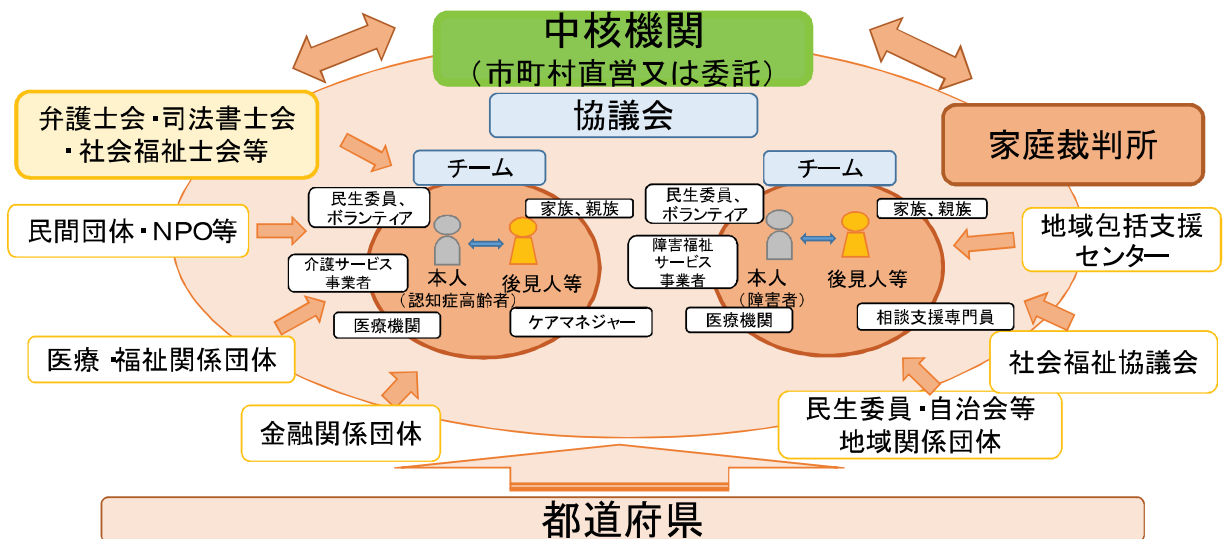 中核機関
（市町村直営又は委託）
協議会
弁護士会・司法書士会
・社会福祉士会等
家庭裁判所
民間団体・NPO等
医療・福祉関係団体
金融関係団体
チーム
民生委員、
ボランティア
家族、親族
介護サービス
事業者
本人
（認知症高齢者）
後見人等
医療機関
ケアマネジャー
チーム
民生委員、
ボランティア
家族、親族
障害福祉
サービス
事業者
本人
（障害者）
後見人等
医療機関
相談支援専門員
地域包括支援
センター
社会福祉協議会
民生委員・自治会等
地域関係団体
都道府県